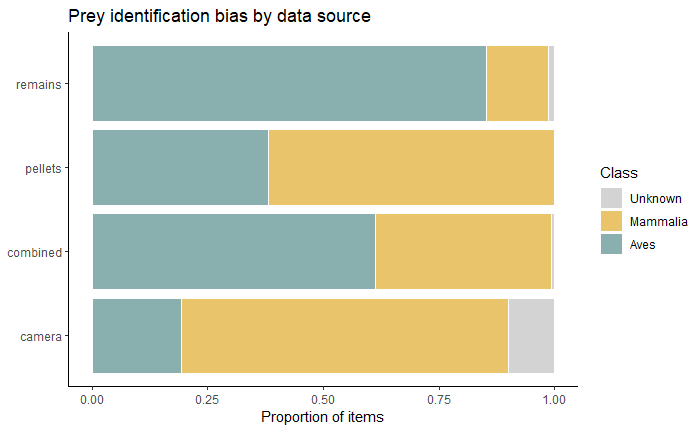 Prey identification bias by data source
remains
pellets
combined
camera
0.00 0.25 0.50 0.75 1.00
Proportion of items
Class
Unknown
Mammalia
Aves